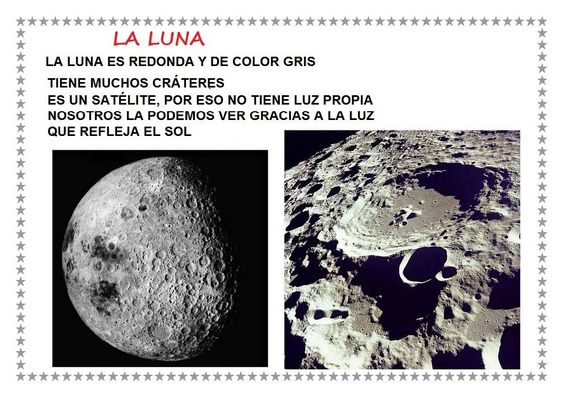 LA LUNA
LA LUNA ES REDONDA Y DE COLOR GRIS
TIENE MUCHOS CRÁTERES
ES UN SATÉLITE, POR ESO NO TIENE LUZ PROPIA
NOSOTROS LA PODEMOS VER GRACIAS A LA LUZ
QUE REFLEJA EL SOL